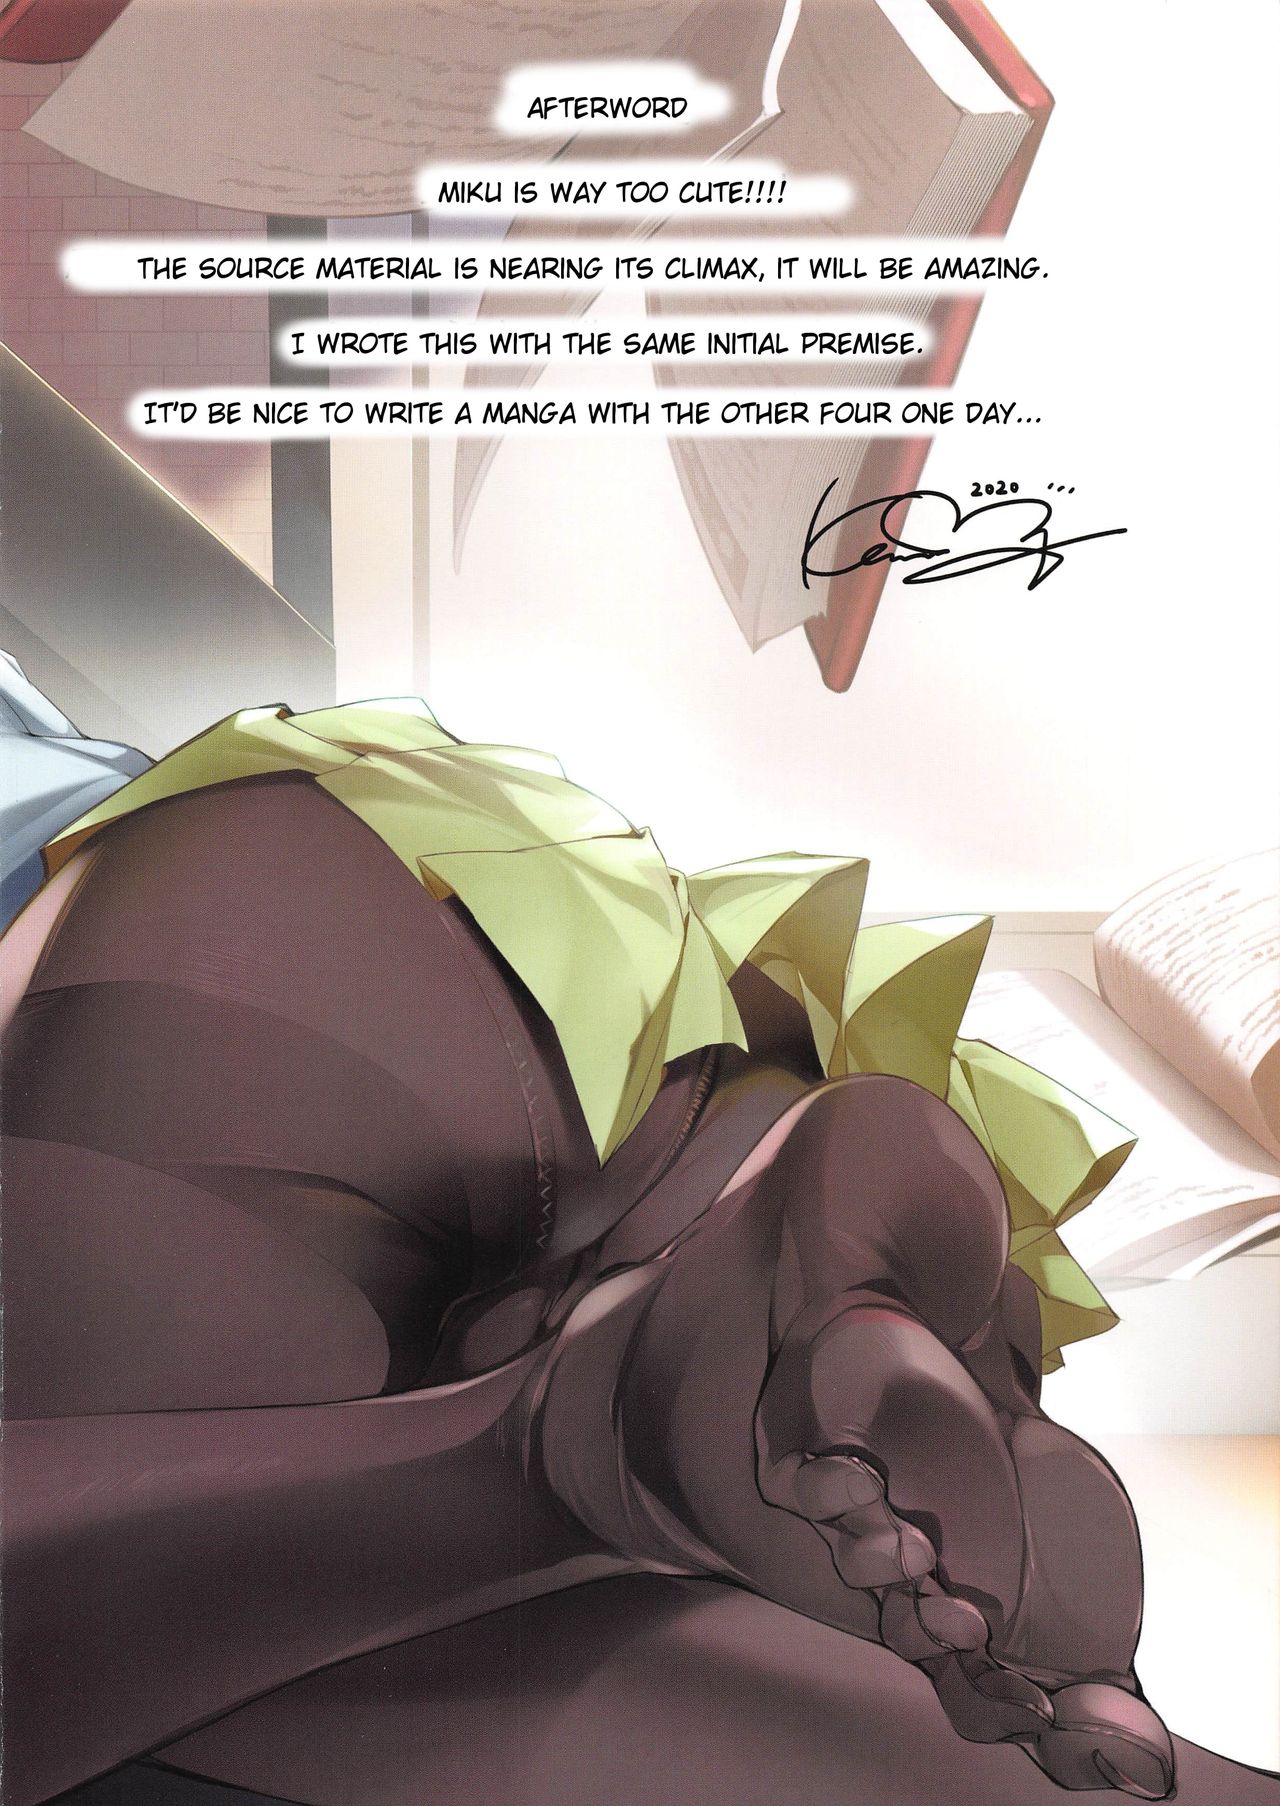 AFTERWORD
MIKU IS WAY TOO CUTE!!!!
THE SOURCE MATERIAL IS NEARING ITS CLIMAX, IT WILL BE AMAZING.
I WROTE THIS WITH THE SAME INITIAL PREMISE.
IT'D BE NICE TO WRITE A MANGA WITH THE OTHER FOUR ONE DAY...
2020 ...